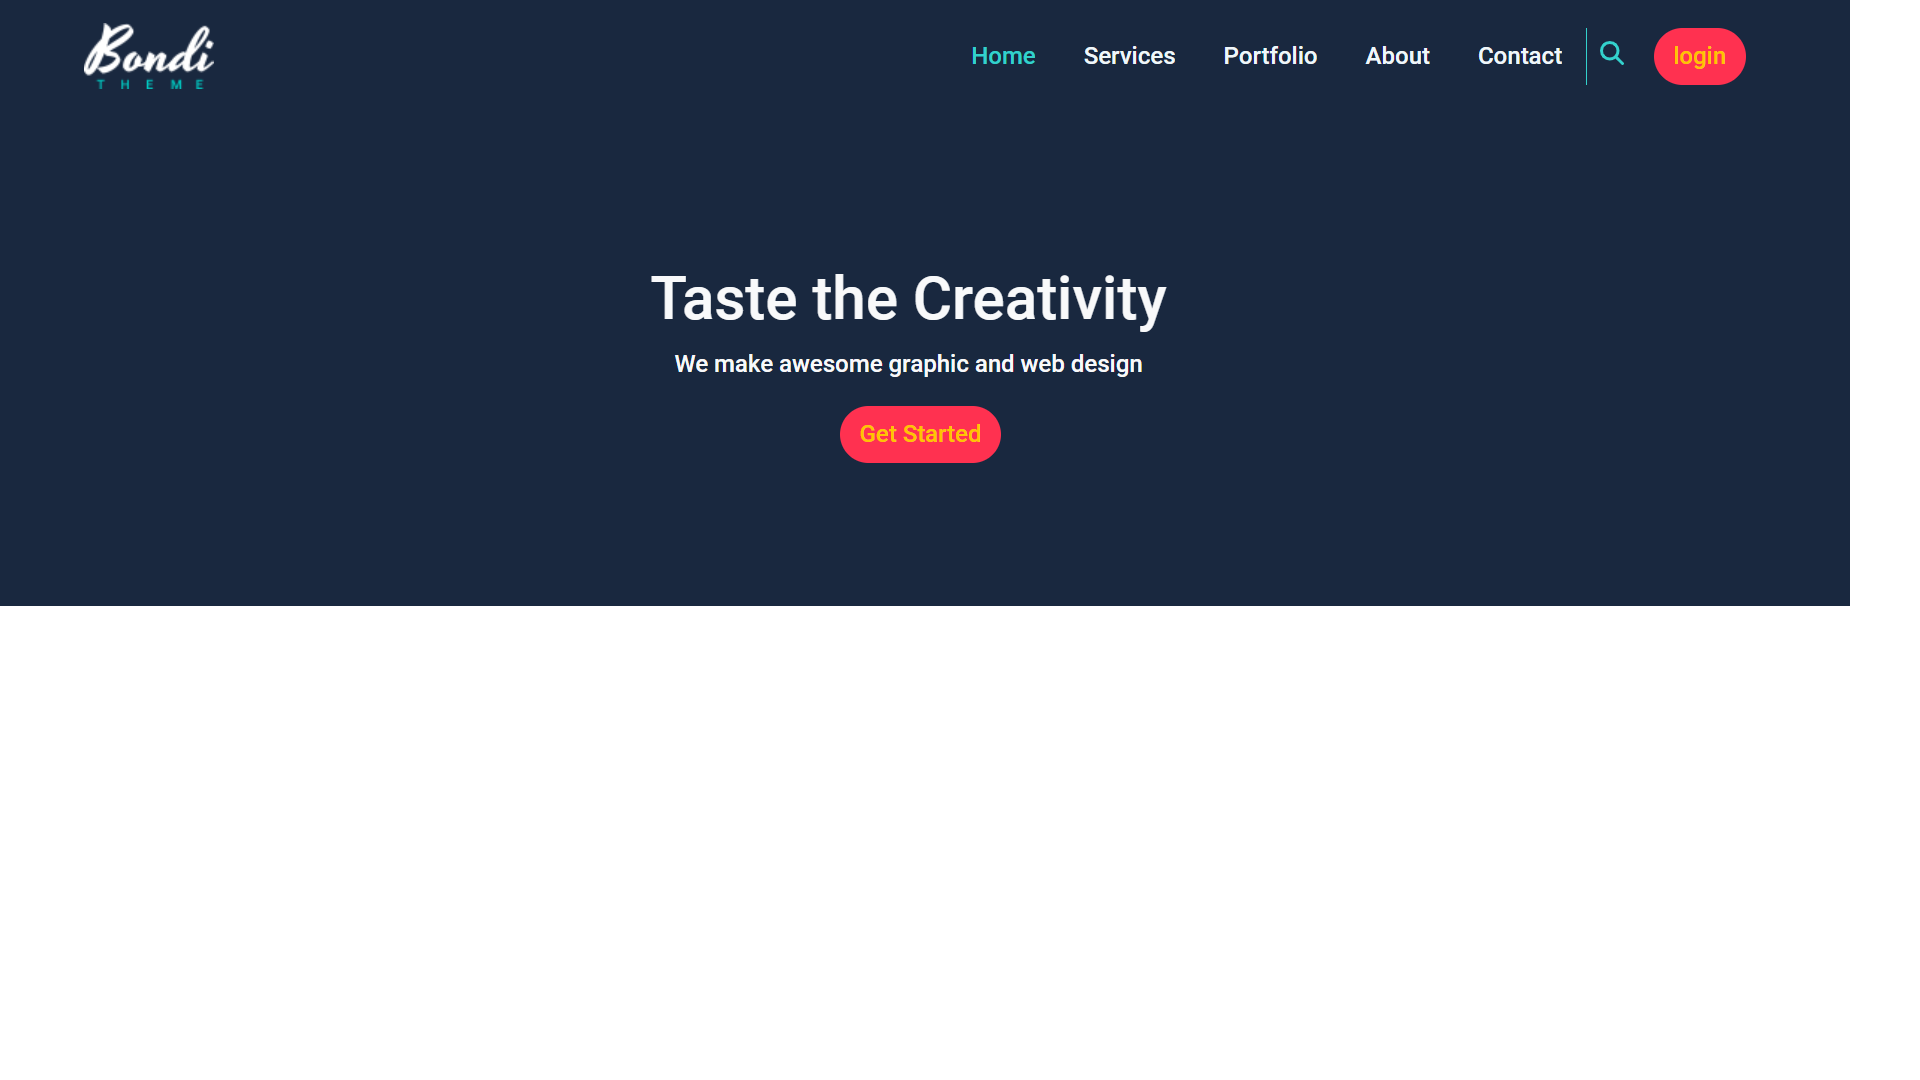 Bondi
THEME
Home Services Portfolio About Contact login
Taste the Creativity
We make awesome graphic and web design
Get Started